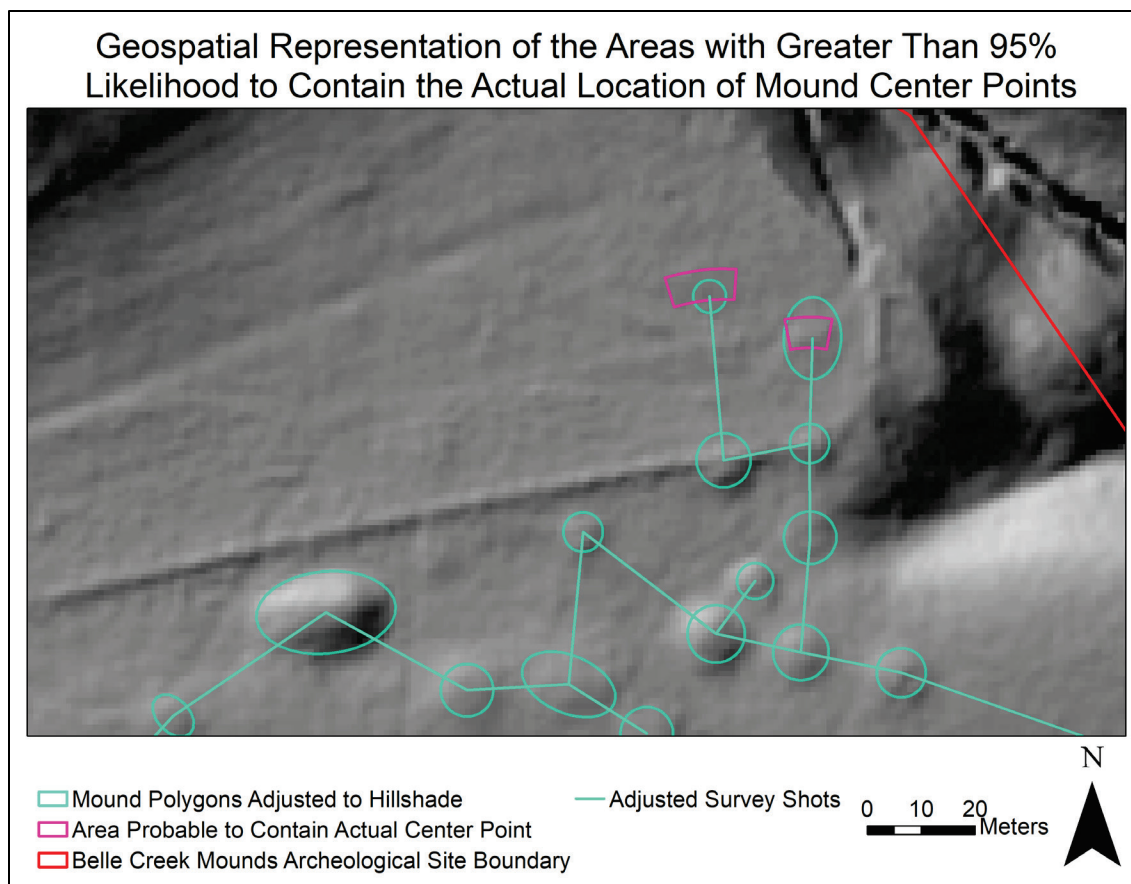 Geospatial Representation of the Areas with Greater Than 95%
Likelihood to Contain the Actual Location of Mound Center Points
Mound Polygons Adjusted to Hillshade
Area Probable to Contain Actual Center Point
Belle Creek Mounds Archeological Site Boundary
Adjusted Survey Shots
0 10 20
Meters
N